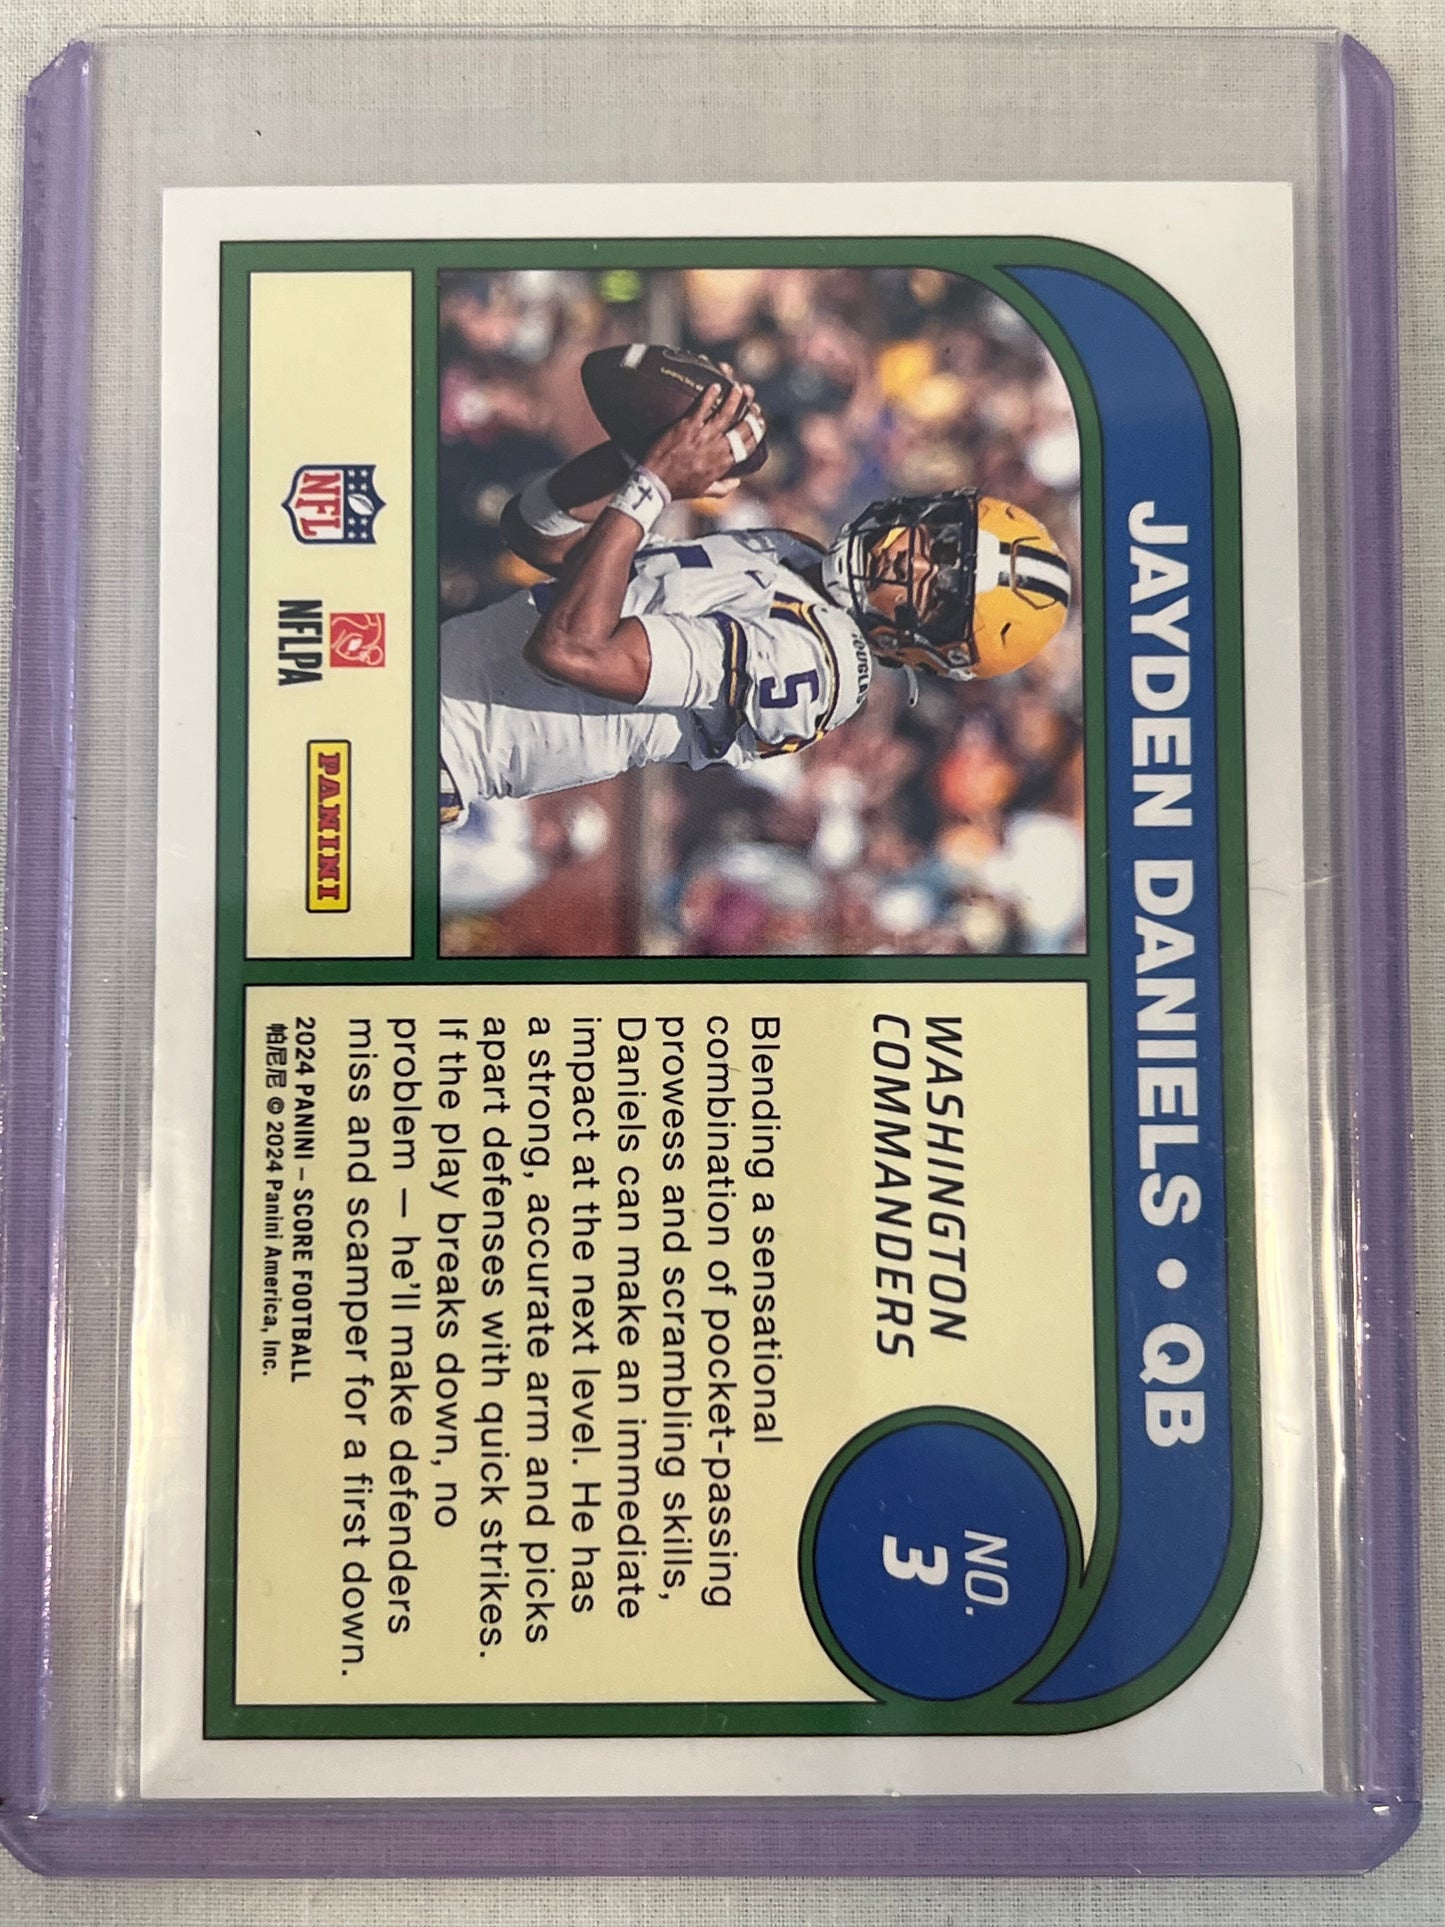 JAYDEN DANIELS • QB
5
NFL
NFLPA
PANINI
WASHINGTON
COMMANDERS
NO.
3
Blending a sensational
combination of pocket-passing
prowess and scrambling skills,
Daniels can make an immediate
impact at the next level. He has
a strong, accurate arm and picks
apart defenses with quick strikes.
If the play breaks down, no
problem — he'll make defenders
miss and scamper for a first down.
2024 PANINI – SCORE FOOTBALL
帕尼尼 © 2024 Panini America, Inc.